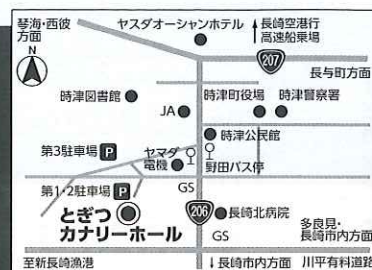 琴海・西彼
方面
ヤスダオーシャンホテル
長崎空港行
高速船乗場
N
207
長与町方面
時津図書館
JA
時津町役場
時津警察署
時津公民館
第3駐車場 P
ヤマダ
電機
野田バス停
第1・2駐車場 P
GS
とぎつ
カナリーホール
206
長崎北病院
GS
多良見・
長崎市内方面
至新長崎漁港
↓長崎市内方面
川平有料道路